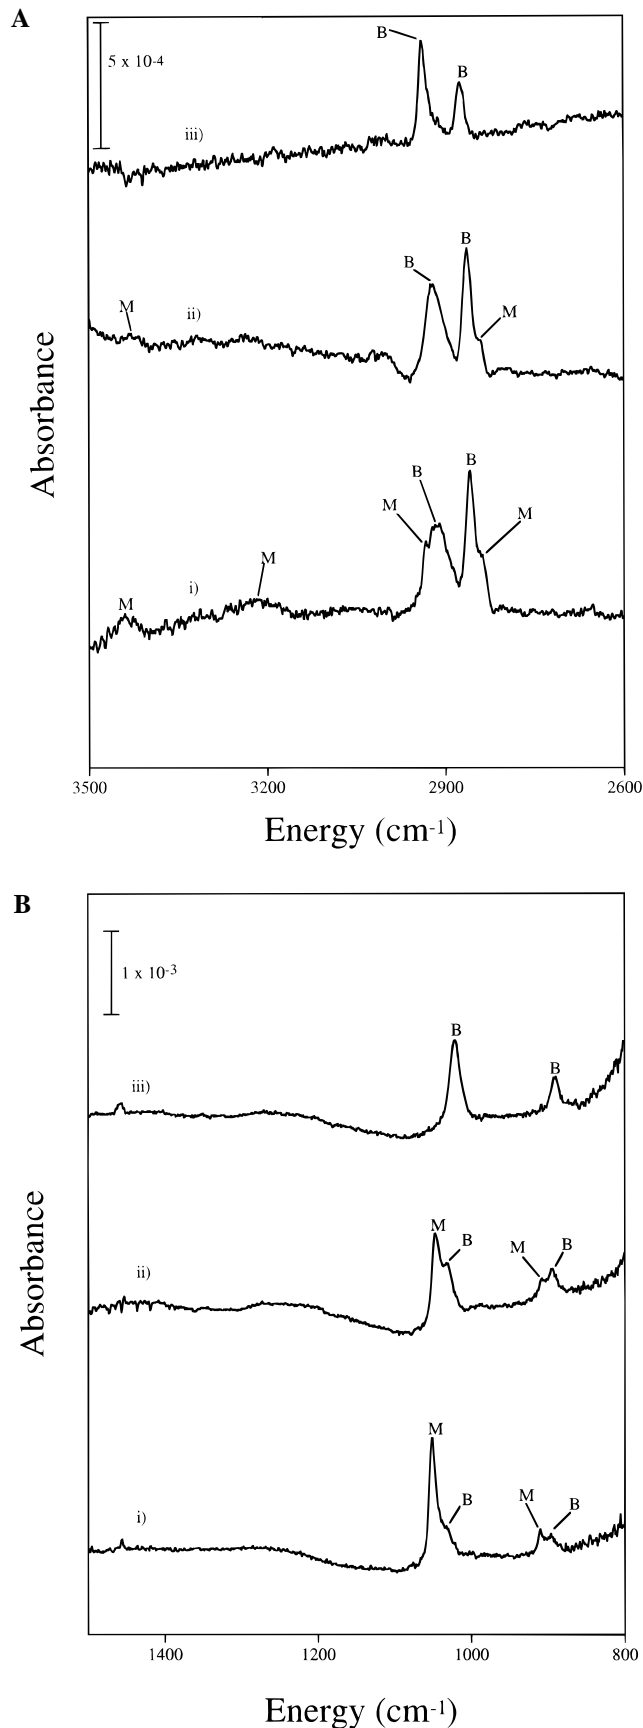 A
5 x 10-4
B
B
iii)
B
B
M
ii)
M
B
B
M
M
M
i)
M
Absorbance
3500 3200 2900 2600
Energy (cm-1)
B
1 x 10-3
B
B
iii)
M
B
M
B
ii)
M
B
M
B
i)
Absorbance
1400 1200 1000 800
Energy (cm-1)